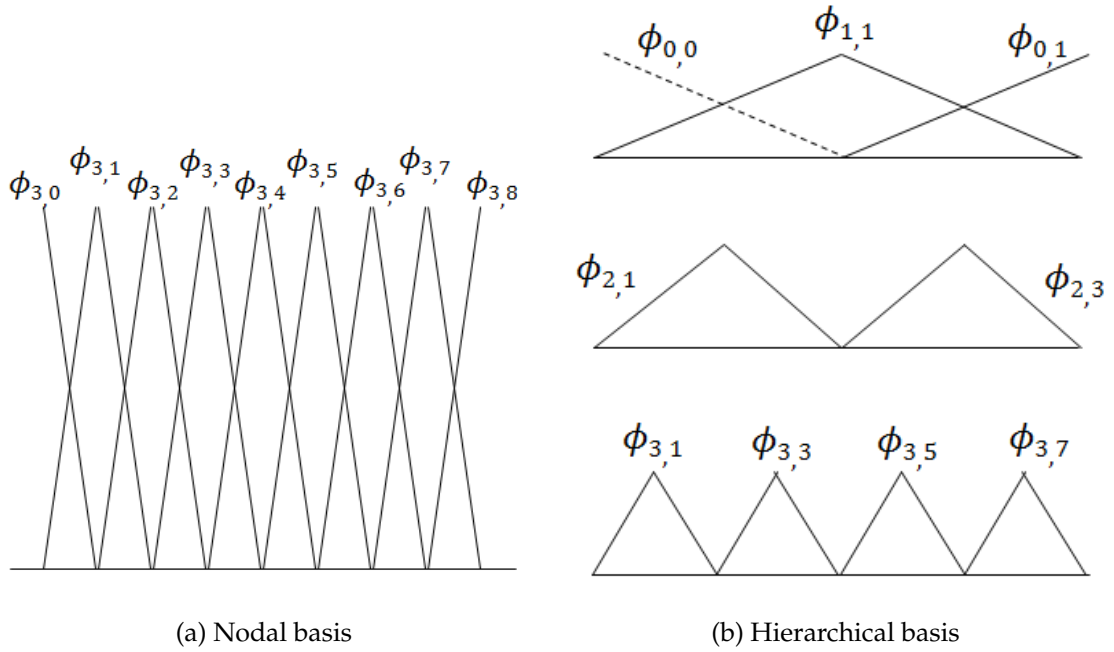 ϕ3,0 ϕ3,1 ϕ3,2 ϕ3,3 ϕ3,4 ϕ3,5 ϕ3,6 ϕ3,7 ϕ3,8
(a) Nodal basis
ϕ0,0 ϕ1,1 ϕ0,1
ϕ2,1 ϕ2,3
ϕ3,1 ϕ3,3 ϕ3,5 ϕ3,7
(b) Hierarchical basis